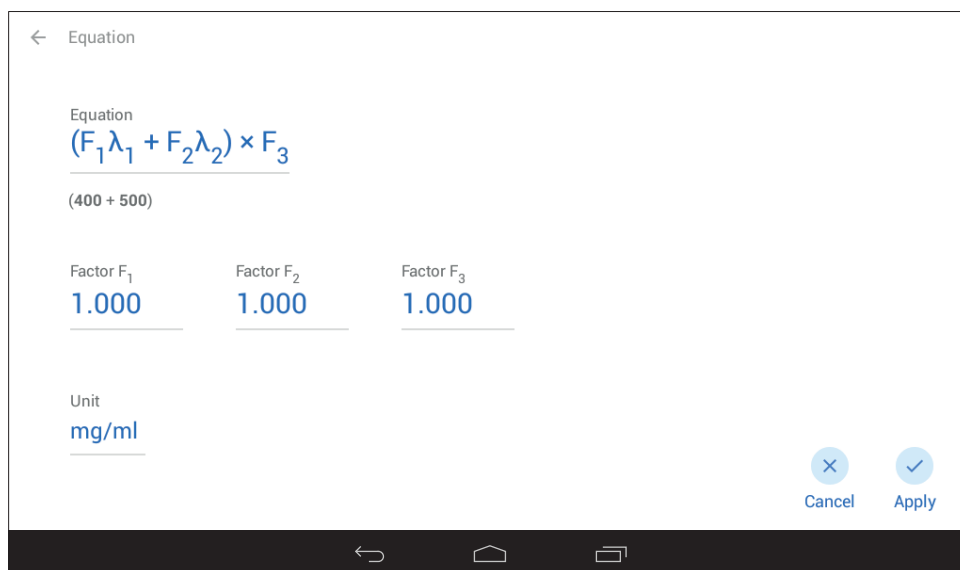 Equation
Equation
(F₁λ₁ + F₂λ₂) × F₃
(400 + 500)
Factor F₁ Factor F₂ Factor F₃
1.000 1.000 1.000
Unit
mg/ml
Cancel Apply